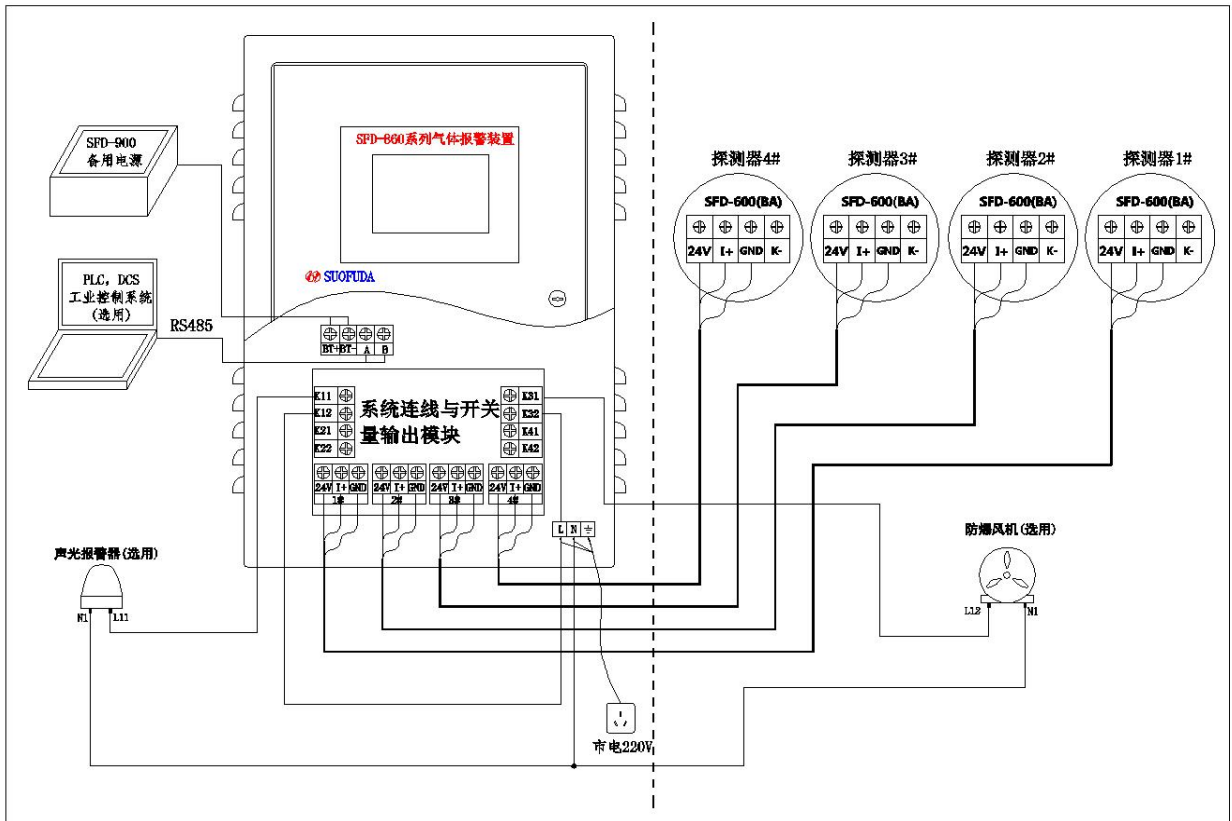 SFD-900
备用电源
SFD-860系列气体报警装置
SUOFUDA
PLC, DCS
工业控制系统
(选用)
RS485
BT+ BT- A B
探测器4#
SFD-600(BA)
24V I+ GND K-
探测器3#
SFD-600(BA)
24V I+ GND K-
探测器2#
SFD-600(BA)
24V I+ GND K-
探测器1#
SFD-600(BA)
24V I+ GND K-
K11
K12
K21
K22
系统连线与开关
量输出模块
K31
K32
K41
K42
24V I+ GND
1#
24V I+ GND
2#
24V I+ GND
3#
24V I+ GND
4#
L N
声光报警器(选用)
N1 L11
防爆风机(选用)
L12 N1
市电220V